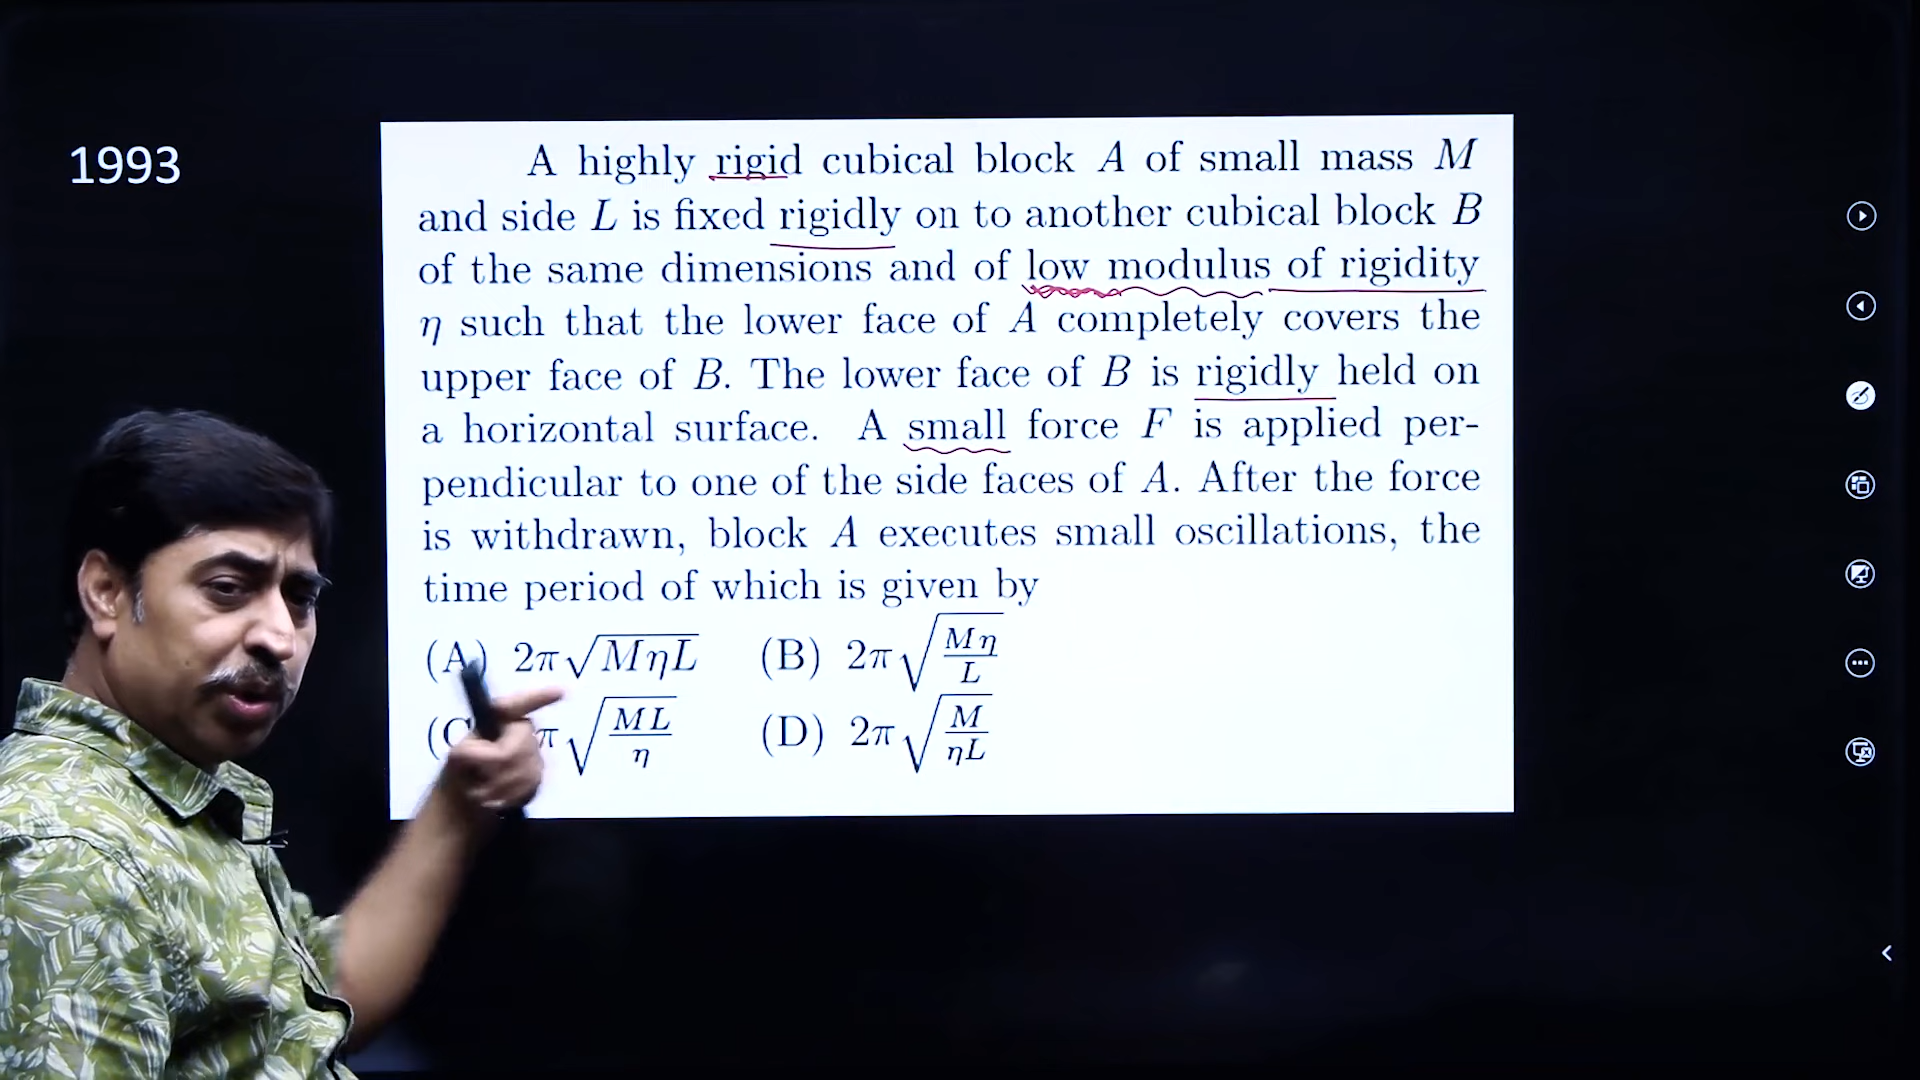 1993
A highly rigid cubical block A of small mass M
and side L is fixed rigidly on to another cubical block B
of the same dimensions and of low modulus of rigidity
η such that the lower face of A completely covers the
upper face of B. The lower face of B is rigidly held on
a horizontal surface. A small force F is applied per-
pendicular to one of the side faces of A. After the force
is withdrawn, block A executes small oscillations, the
time period of which is given by
(A) 2π√(MηL) (B) 2π√(Mη/L)
(C π√(ML/η) (D) 2π√(M/ηL)